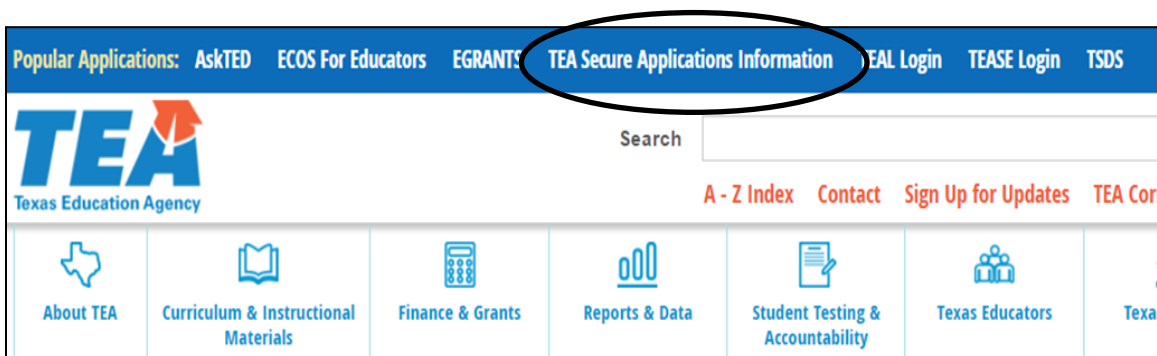 Popular Applications: AskTED ECOS For Educators EGRANTS TEA Secure Applications Information TEAL Login TEASE Login TSDS
TEA
Texas Education Agency
Search
A - Z Index Contact Sign Up for Updates TEA
About TEA
Curriculum & Instructional
Materials
Finance & Grants
Reports & Data
Student Testing &
Accountability
Texas Educators